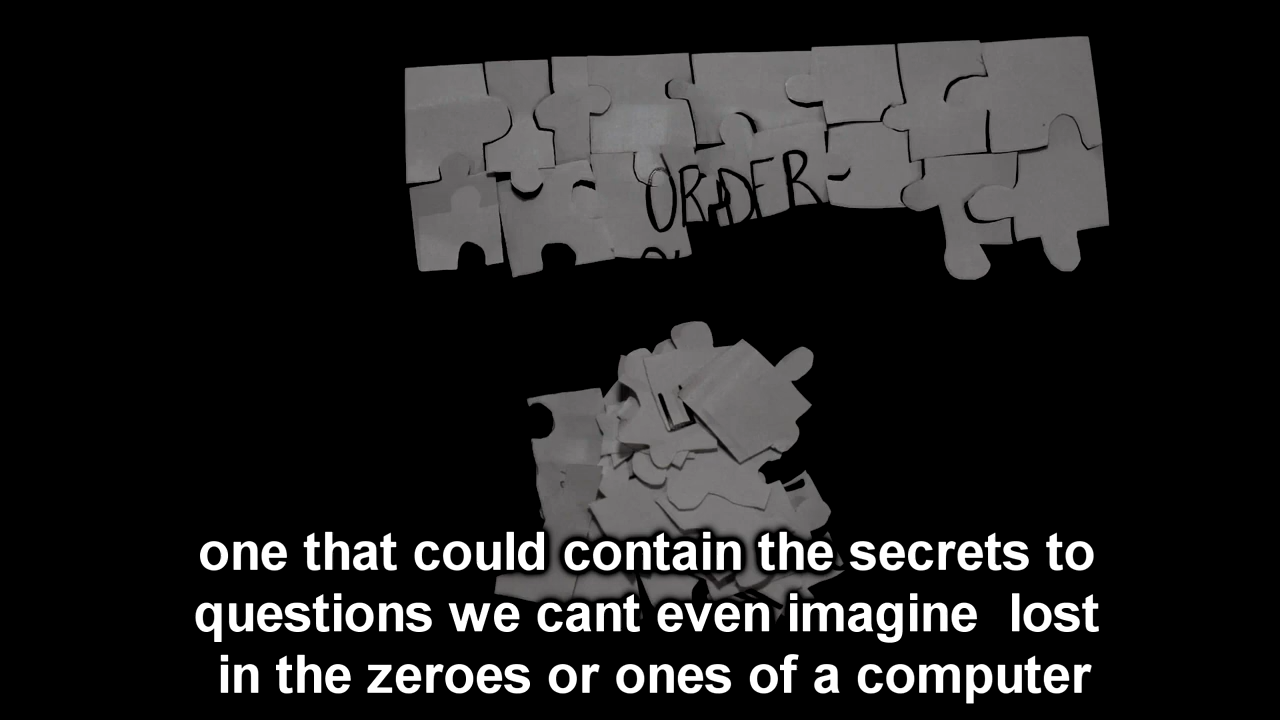 ORDER
one that could contain the secrets to
questions we cant even imagine  lost
in the zeroes or ones of a computer